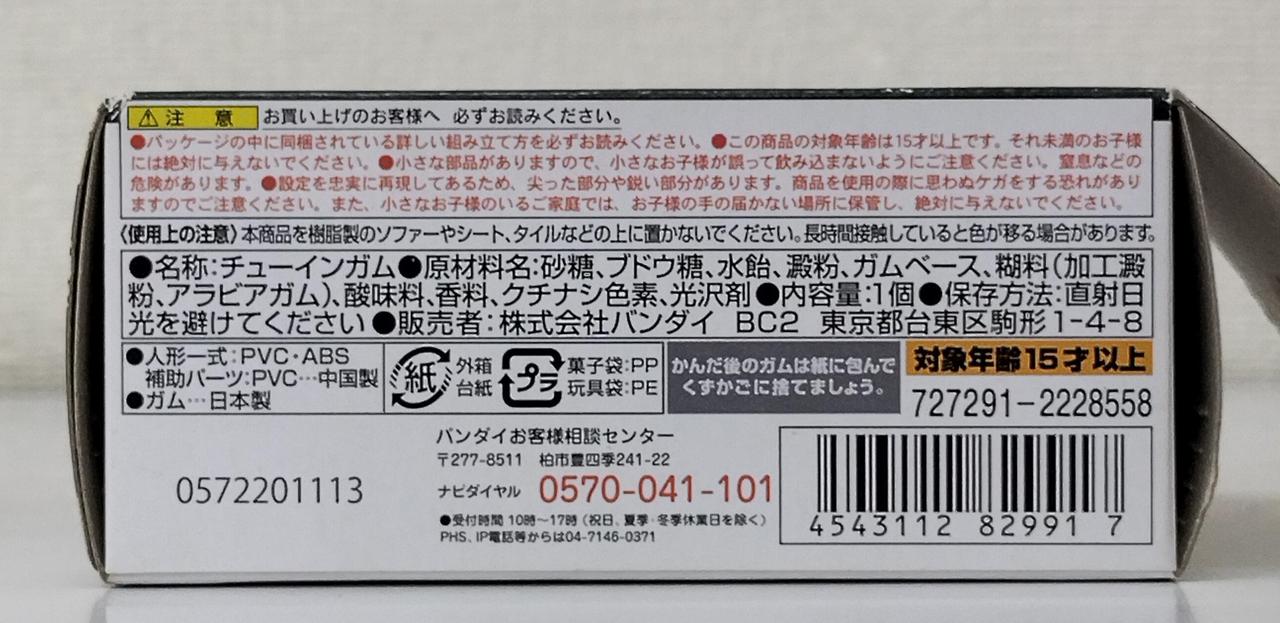 ⚠注 意 お買い上げのお客様へ 必ずお読みください。
●パッケージの中に同梱されている詳しい組み立て方を必ずお読みください。●この商品の対象年齢は15才以上です。それ未満のお子様
には絶対に与えないでください。●小さな部品がありますので、小さなお子様が誤って飲み込まないようにご注意ください。窒息などの
危険があります。●設定を忠実に再現してあるため、尖った部分や鋭い部分があります。商品を使用の際に思わぬケガをする恐れがあり
ますのでご注意ください。また、小さなお子様のいるご家庭では、お子様の手の届かない場所に保管し、絶対に与えないでください。
〈使用上の注意〉本商品を樹脂製のソファーやシート、タイルなどの上に置かないでください。長時間接触していると色が移る場合があります。
●名称:チューインガム●原材料名:砂糖、ブドウ糖、水飴、澱粉、ガムベース、糊料(加工澱
粉、アラビアガム)、酸味料、香料、クチナシ色素、光沢剤●内容量:1個●保存方法:直射日
光を避けてください●販売者:株式会社バンダイ BC2 東京都台東区駒形1-4-8
●人形一式:PVC・ABS
補助パーツ:PVC…中国製
●ガム…日本製
紙 外箱
台紙
プラ 菓子袋:PP
玩具袋:PE
かんだ後のガムは紙に包んで
くずかごに捨てましょう。
対象年齢15才以上
727291-2228558
0572201113
バンダイお客様相談センター
〒277-8511 柏市豊四季241-22
ナビダイヤル 0570-041-101
●受付時間 10時〜17時(祝日、夏季・冬季休業日を除く)
PHS、IP電話等からは04-7146-0371
4543112 82991 7